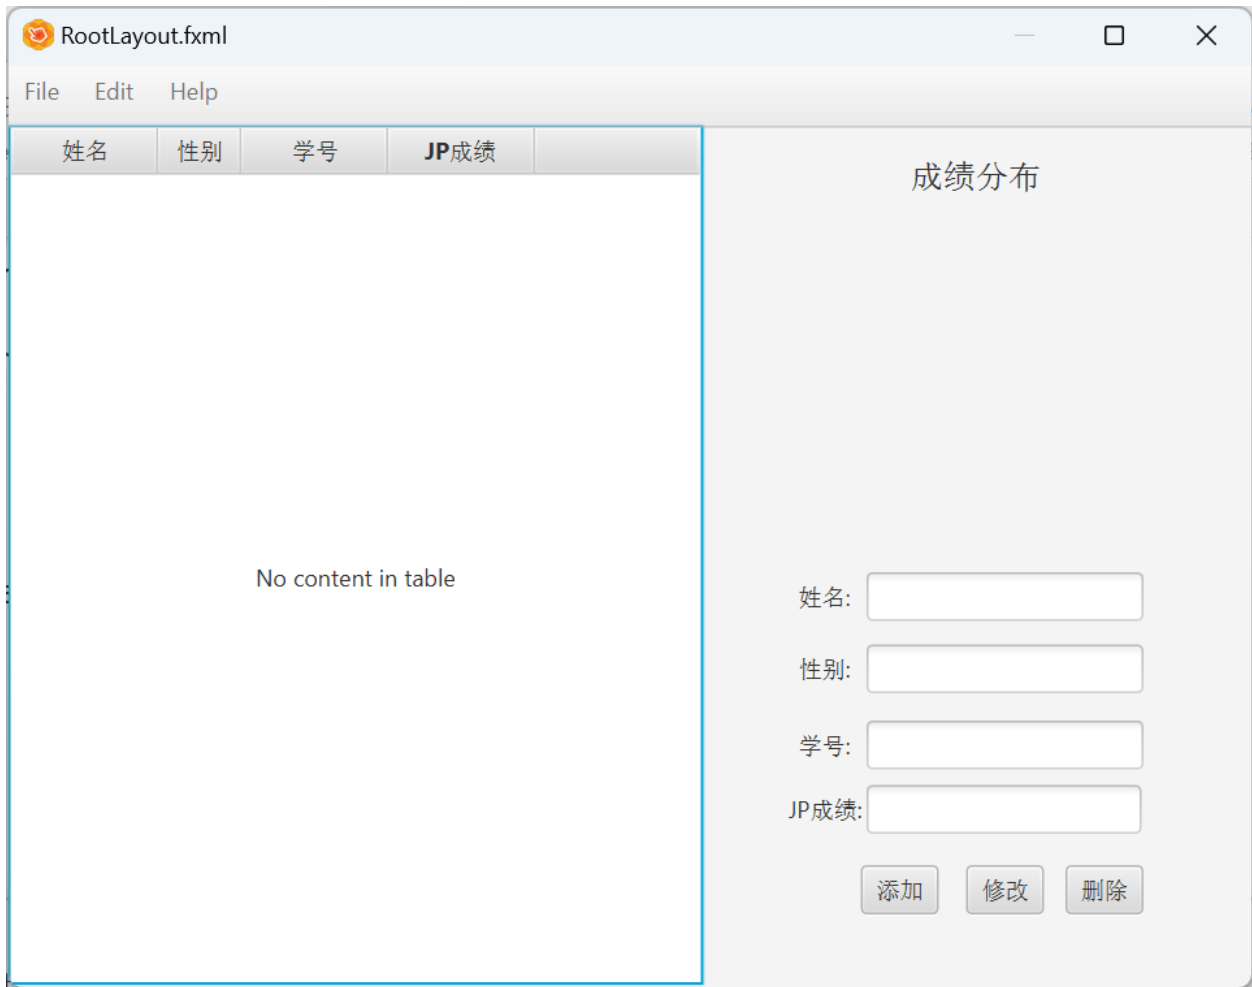 RootLayout.fxml
File Edit Help
姓名 性别 学号 JP成绩
成绩分布
No content in table
姓名:
性别:
学号:
JP成绩:
添加 修改 删除